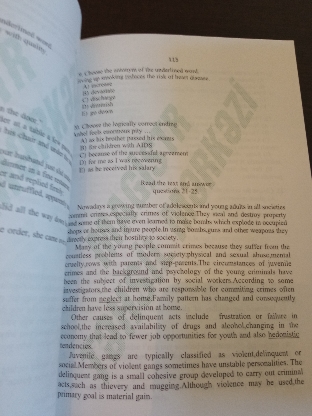 underlined word.
with quality.
113
9. Choose the antonym of the underlined word.
Giving up smoking reduces the risk of heart disease.
A) increase
B) devastate
C) discharge
D) diminish
E) go down
Choose the logically correct ending
feels enormous pity ....
A) as his brother passed his exams
B) for children with AIDS
C) because of the successful agreement
D) for me as I was recovering
E) as he received his salary
Read the text and answer
questions 21-25
Nowadays a growing number of adolescents and young adults in all societies
commit crimes,especially crimes of violence.They steal and destroy property
and some of them have even learned to make bombs which explode in occupied
shops or houses and injure people.In using bombs,guns and other weapons they
directly express their hostility to society.
Many of the young people commit crimes because they suffer from the
countless problems of modern society:physical and sexual abuse,mental
cruelty,rows with parents and step-parents.The circumstances of juvenile
crimes and the background and psychology of the young criminals have
been the subject of investigation by social workers.According to some
investigators,the children who are responsible for committing crimes often
suffer from neglect at home.Family pattern has changed and consequently
children have less supervision at home.
Other causes of delinquent acts include frustration or failure in
school,the increased availability of drugs and alcohol,changing in the
economy that lead to fewer job opportunities for youth and also hedonistic
tendencies.
Juvenile gangs are typically classified as violent,delinquent or
social.Members of violent gangs sometimes have unstable personalities. The
delinquent gang is a small cohesive group developed to carry out criminal
acts,such as thievery and mugging.Although violence may be used,the
primary goal is material gain.